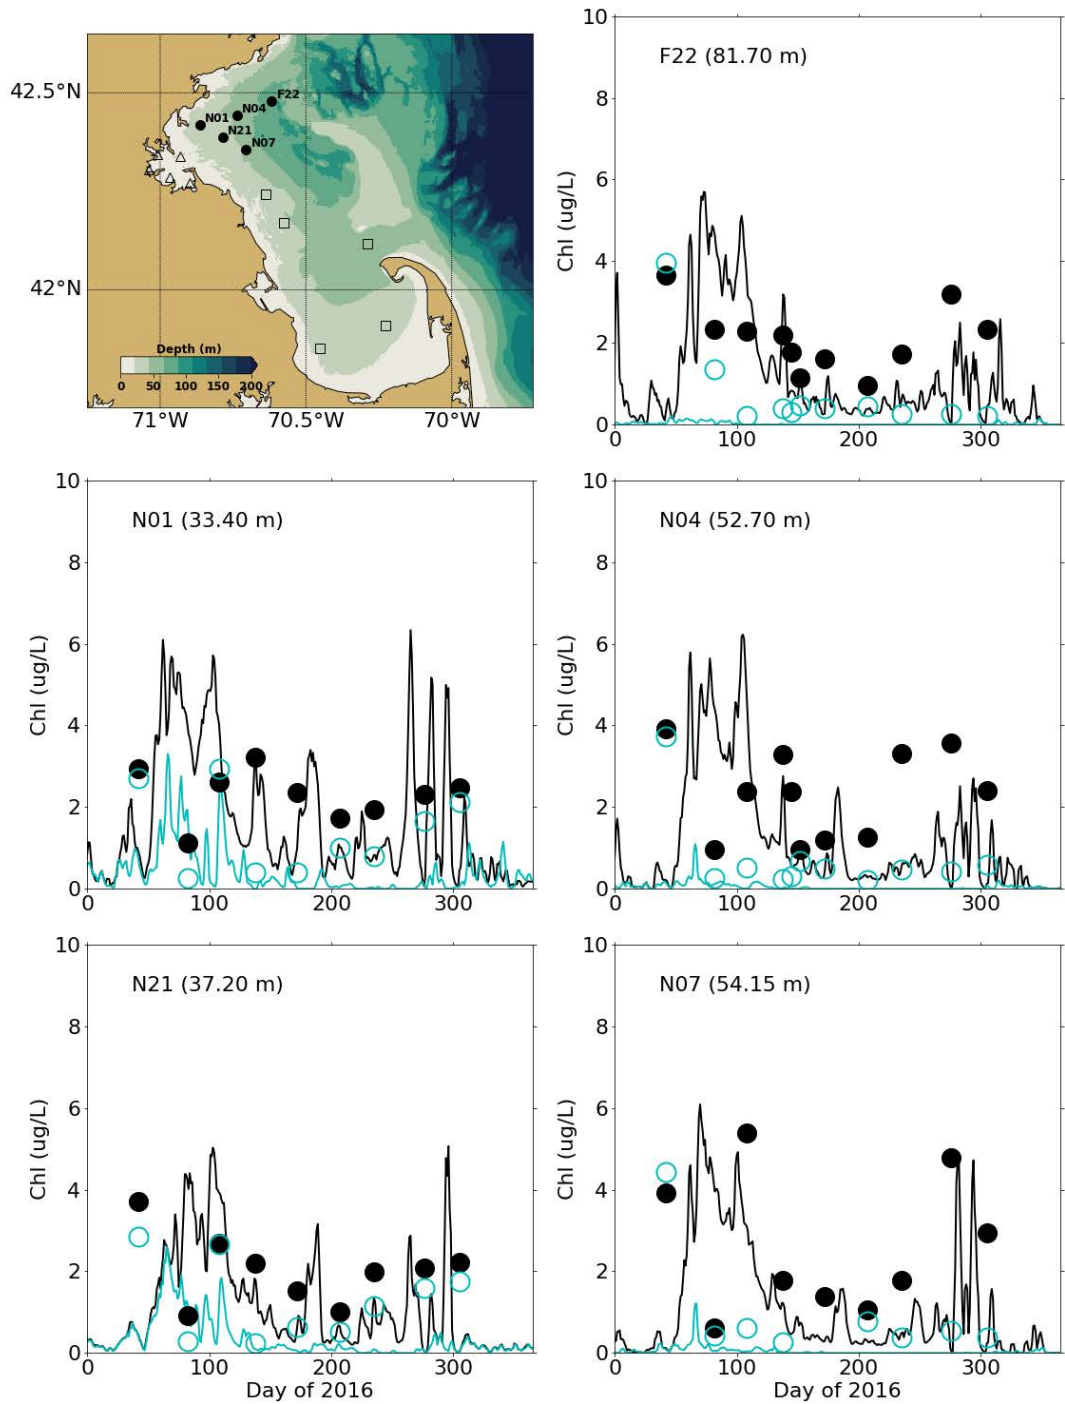 42.5°N
42°N
71°W
70.5°W
70°W
N01
N04
F22
N21
N07
Depth (m)
0 50 100 150 200
F22 (81.70 m)
Chl (ug/L)
10
8
6
4
2
0
0 100 200 300
N01 (33.40 m)
Chl (ug/L)
10
8
6
4
2
0
0 100 200 300
N04 (52.70 m)
Chl (ug/L)
10
8
6
4
2
0
0 100 200 300
N21 (37.20 m)
Chl (ug/L)
10
8
6
4
2
0
0 100 200 300
Day of 2016
N07 (54.15 m)
Chl (ug/L)
10
8
6
4
2
0
0 100 200 300
Day of 2016